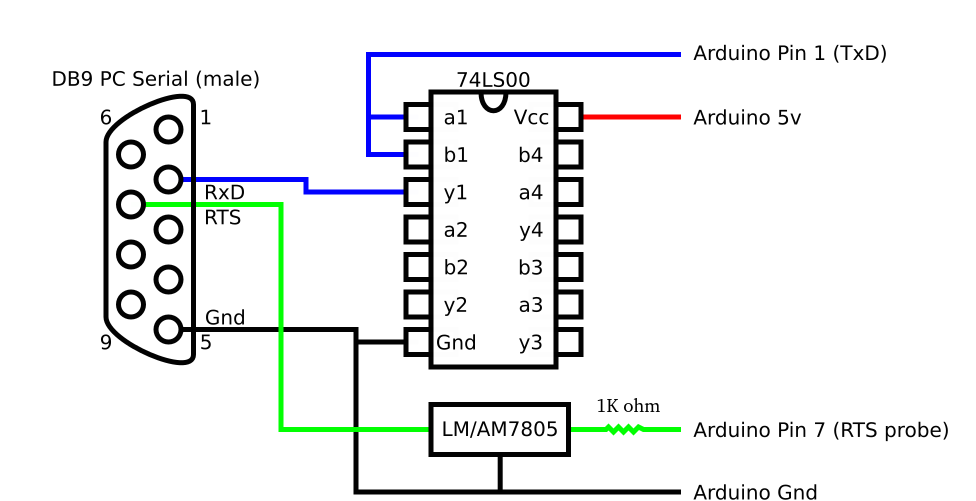 Arduino Pin 1 (TxD)
DB9 PC Serial (male)
74LS00
6
1
a1
Vcc
Arduino 5v
b1
b4
RxD
y1
a4
RTS
a2
y4
b2
b3
Gnd
y2
a3
9
5
Gnd
y3
1K ohm
LM/AM7805
Arduino Pin 7 (RTS probe)
Arduino Gnd